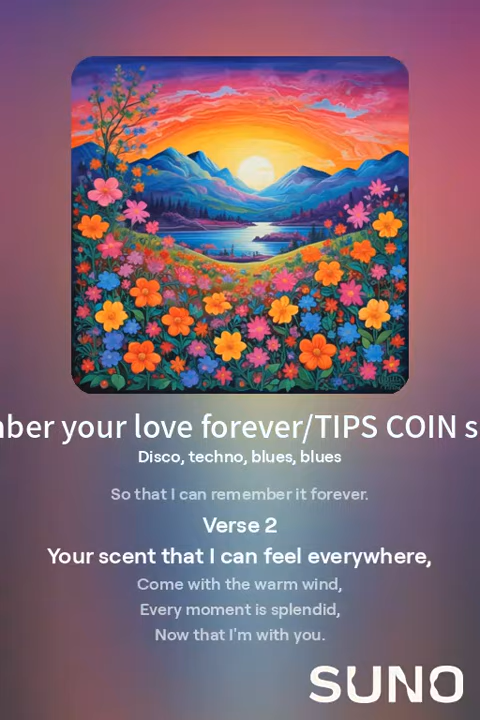 ber your love forever/TIPS COIN s
Disco, techno, blues, blues
So that I can remember it forever.
Verse 2
Your scent that I can feel everywhere,
Come with the warm wind,
Every moment is splendid,
Now that I'm with you.
SUNO